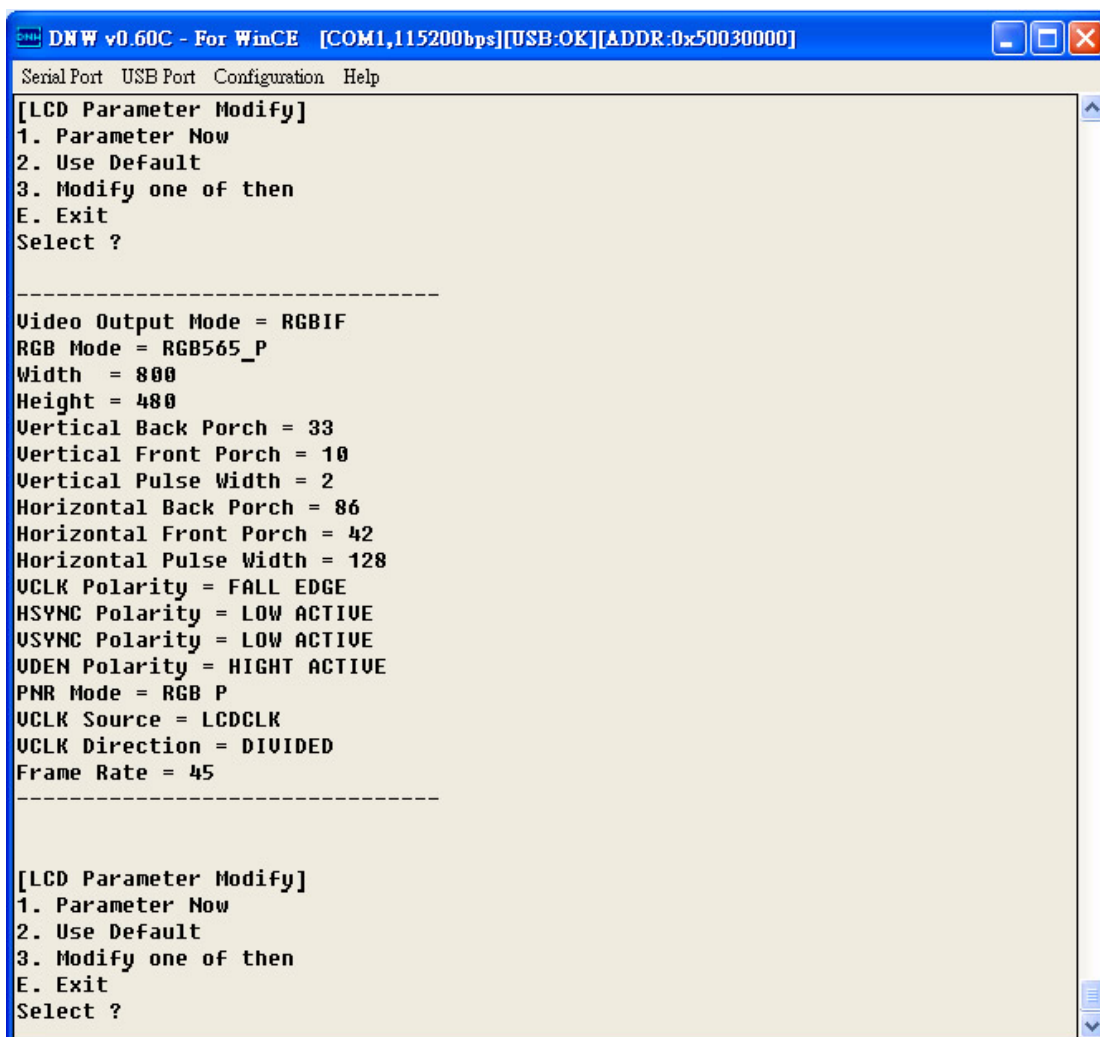 DNW v0.60C - For WinCE [COM1,115200bps][USB:OK][ADDR:0x50030000]
Serial Port USB Port Configuration Help
[LCD Parameter Modify]
1. Parameter Now
2. Use Default
3. Modify one of then
E. Exit
Select ?
--------------------------------
Video Output Mode = RGBIF
RGB Mode = RGB565_P
Width  = 800
Height = 480
Vertical Back Porch = 33
Vertical Front Porch = 10
Vertical Pulse Width = 2
Horizontal Back Porch = 86
Horizontal Front Porch = 42
Horizontal Pulse Width = 128
VCLK Polarity = FALL EDGE
HSYNC Polarity = LOW ACTIVE
VSYNC Polarity = LOW ACTIVE
VDEN Polarity = HIGHT ACTIVE
PNR Mode = RGB P
VCLK Source = LCDCLK
VCLK Direction = DIVIDED
Frame Rate = 45
--------------------------------
[LCD Parameter Modify]
1. Parameter Now
2. Use Default
3. Modify one of then
E. Exit
Select ?